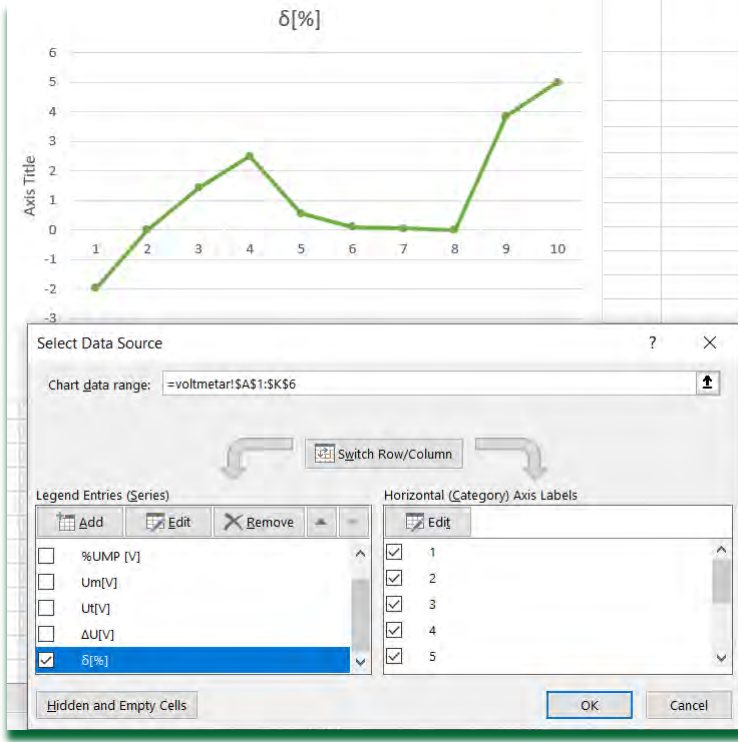 δ[%]
6
5
4
3
2
1
0
-1
-2
-3
Axis Title
1 2 3 4 5 6 7 8 9 10
Select Data Source ? ×
Chart data range: =voltmetar!$A$1:$K$6
Switch Row/Column
Legend Entries (Series)
Add Edit Remove
%UMP [V]
Um[V]
Ut[V]
ΔU[V]
δ[%]
Horizontal (Category) Axis Labels
Edit
1
2
3
4
5
Hidden and Empty Cells OK Cancel